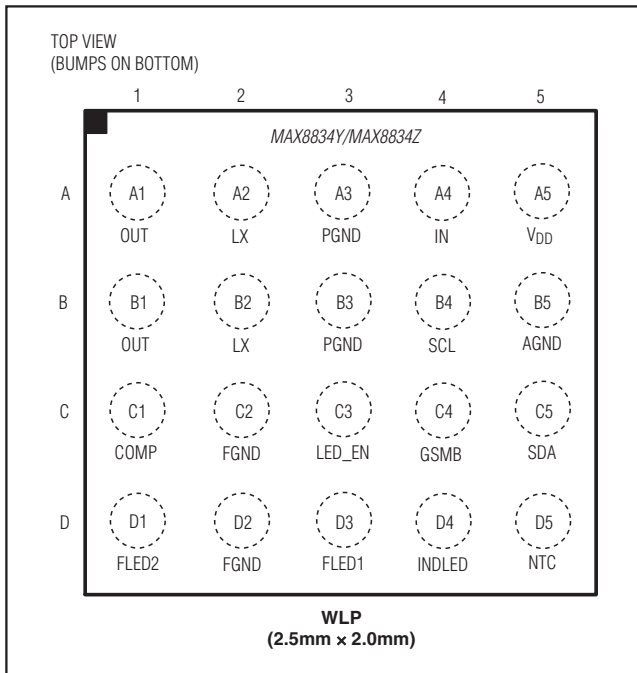 TOP VIEW
(BUMPS ON BOTTOM)
1 2 3 4 5
MAX8834Y/MAX8834Z
A A1 A2 A3 A4 A5
OUT LX PGND IN VDD
B B1 B2 B3 B4 B5
OUT LX PGND SCL AGND
C C1 C2 C3 C4 C5
COMP FGND LED_EN GSMB SDA
D D1 D2 D3 D4 D5
FLED2 FGND FLED1 INDLED NTC
WLP
(2.5mm × 2.0mm)